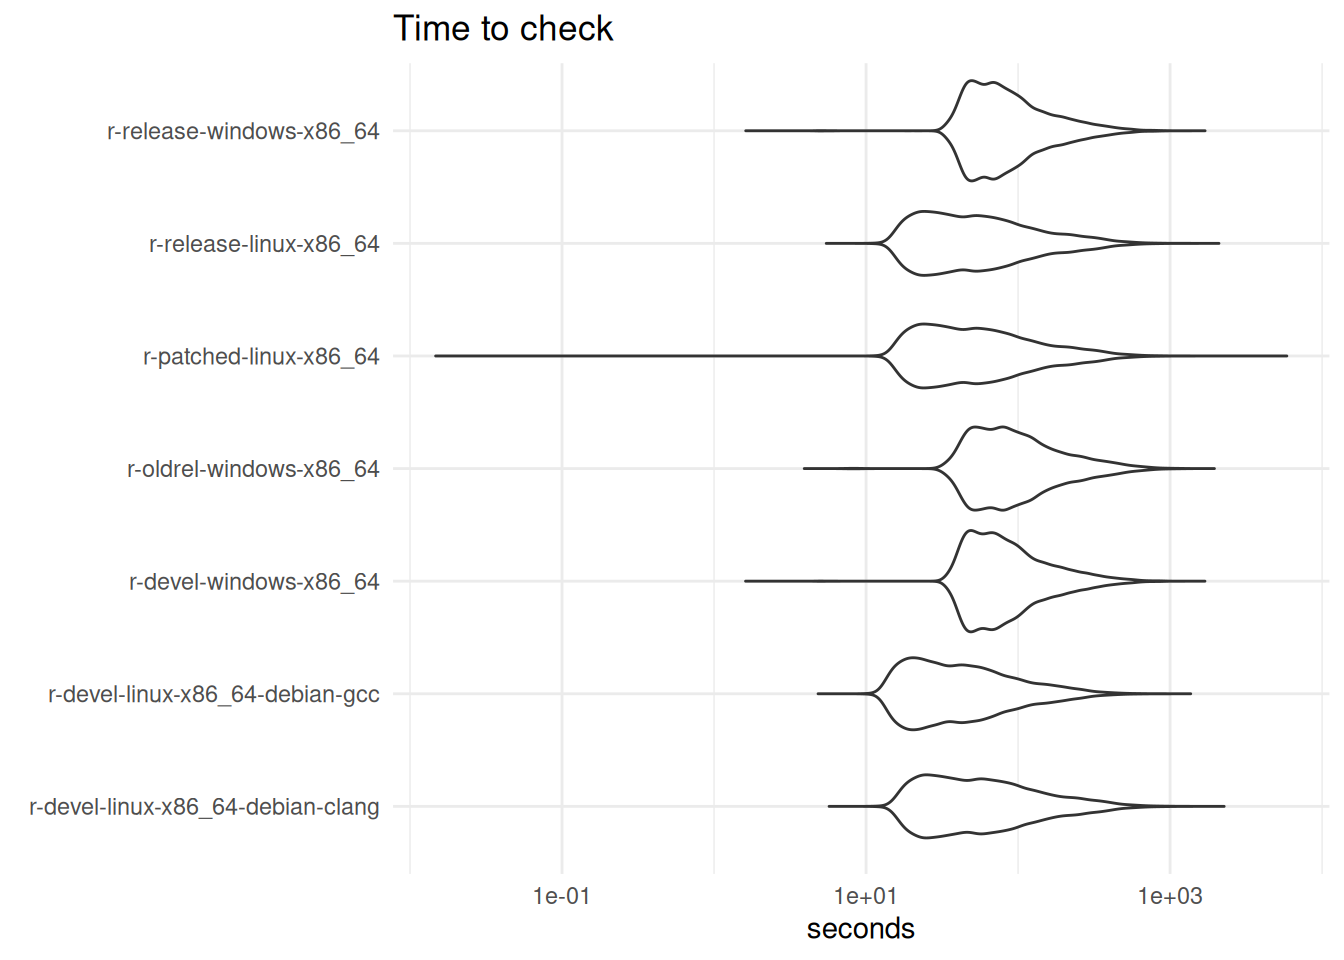 Time to check
r-release-windows-x86_64
r-release-linux-x86_64
r-patched-linux-x86_64
r-oldrel-windows-x86_64
r-devel-windows-x86_64
r-devel-linux-x86_64-debian-gcc
r-devel-linux-x86_64-debian-clang
1e-01 1e+01 1e+03
seconds